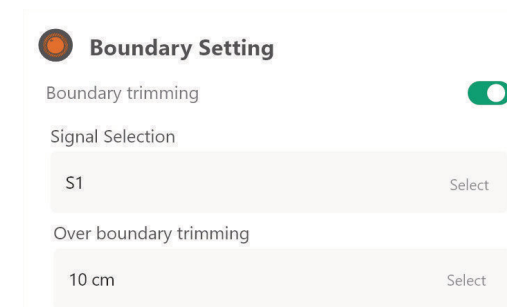 Boundary Setting
Boundary trimming
Signal Selection
S1 Select
Over boundary trimming
10 cm Select